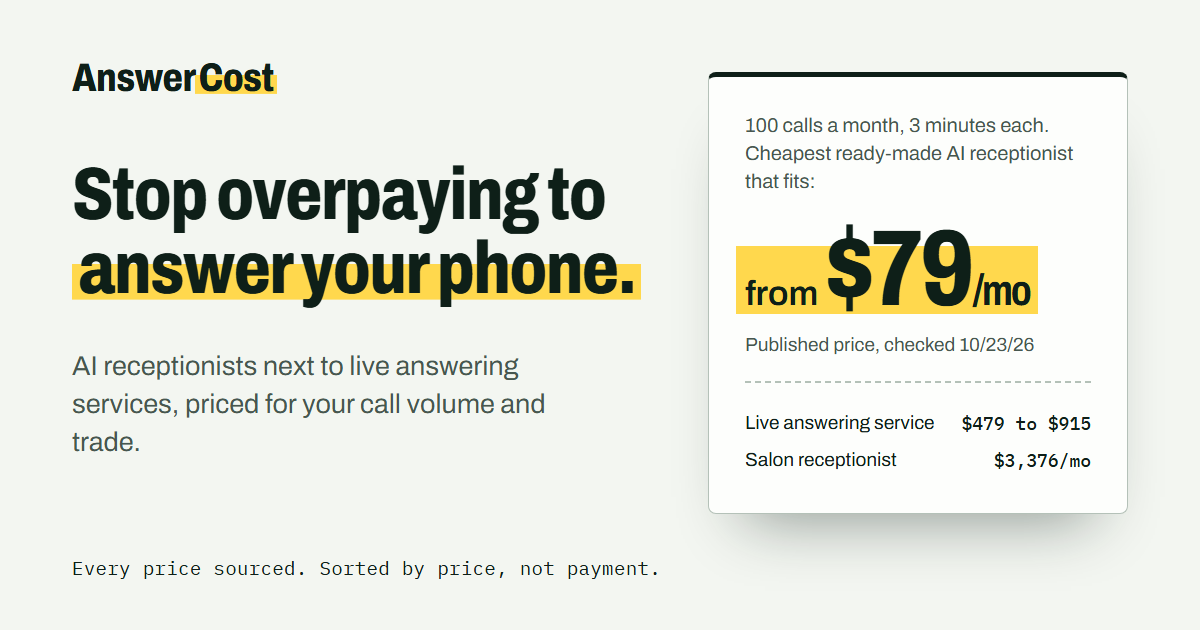 AnswerCost
Stop overpaying to
answer your phone.
AI receptionists next to live answering
services, priced for your call volume and
trade.
Every price sourced. Sorted by price, not payment.
100 calls a month, 3 minutes each.
Cheapest ready-made AI receptionist
that fits:
from $79/mo
Published price, checked 10/23/26
Live answering service $479 to $915
Salon receptionist $3,376/mo